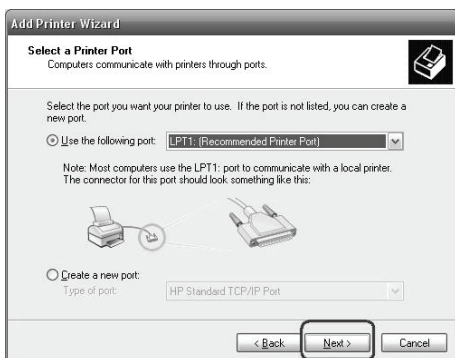 Add Printer Wizard
Select a Printer Port
Computers communicate with printers through ports.
Select the port you want your printer to use. If the port is not listed, you can create a
new port.
Use the following port: LPT1: (Recommended Printer Port)
Note: Most computers use the LPT1: port to communicate with a local printer.
The connector for this port should look something like this:
Create a new port:
Type of port: HP Standard TCP/IP Port
< Back Next > Cancel